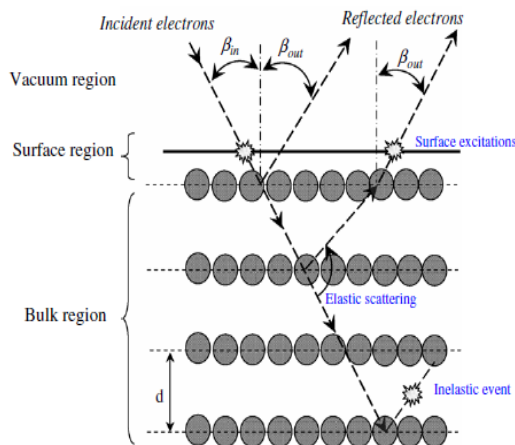 Incident electrons
Reflected electrons
β_in
β_out
β_out
Vacuum region
Surface region
Surface excitations
Elastic scattering
Bulk region
d
Inelastic event